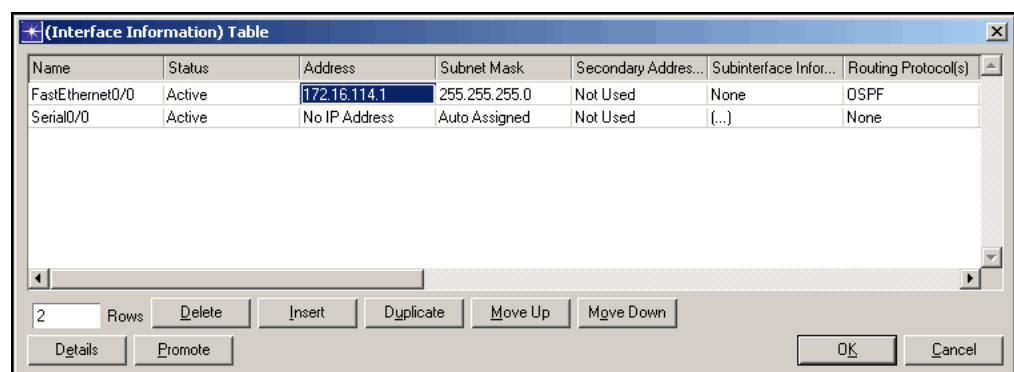 (Interface Information) Table
Name Status Address Subnet Mask Secondary Addres... Subinterface Infor... Routing Protocol(s)
FastEthernet0/0 Active 172.16.114.1 255.255.255.0 Not Used None OSPF
Serial0/0 Active No IP Address Auto Assigned Not Used (...) None
2 Rows Delete Insert Duplicate Move Up Move Down
Details Promote OK Cancel